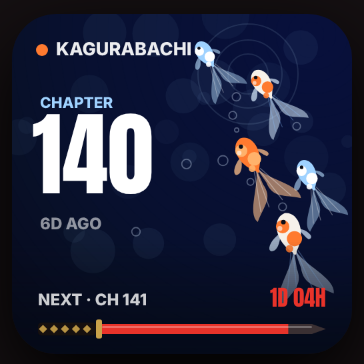 KAGURABACHI
CHAPTER
140
6D AGO
NEXT · CH 141
1D 04H